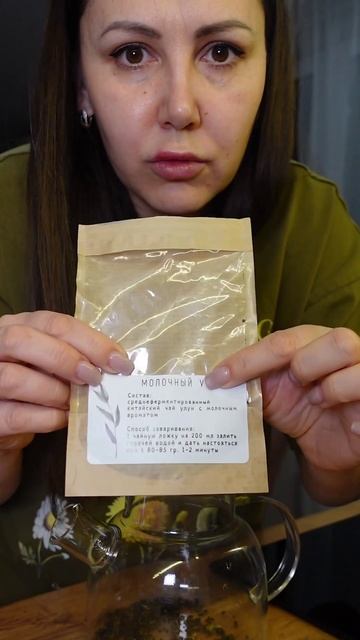 МОЛОЧНЫЙ У
Состав:
среднеферментированный
китайский чай улун с молочным
ароматом
Способ заваривания:
1 чайную ложку на 200 мл залить
горячей водой и дать настояться
при t 80-85 гр. 1-2 минуты